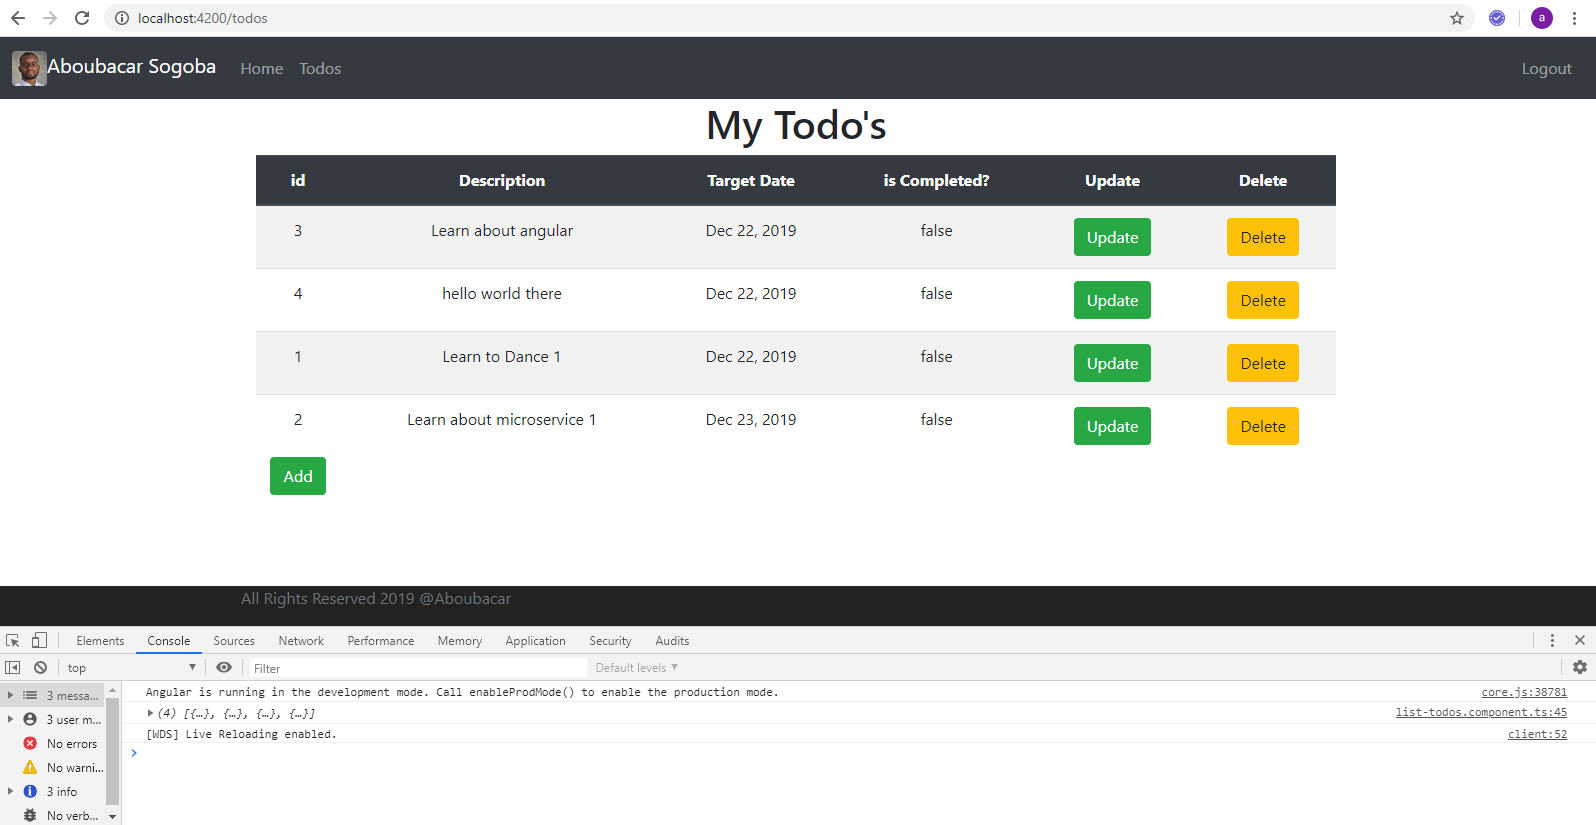 localhost:4200/todos
a
Aboubacar Sogoba Home Todos Logout
My Todo's
id Description Target Date is Completed? Update Delete
3 Learn about angular Dec 22, 2019 false Update Delete
4 hello world there Dec 22, 2019 false Update Delete
1 Learn to Dance 1 Dec 22, 2019 false Update Delete
2 Learn about microservice 1 Dec 23, 2019 false Update Delete
Add
All Rights Reserved 2019 @Aboubacar
Elements Console Sources Network Performance Memory Application Security Audits
top Filter Default levels
3 messa...
3 user m...
No errors
No warni...
3 info
No verb...
Angular is running in the development mode. Call enableProdMode() to enable the production mode. core.js:38781
(4) [{…}, {…}, {…}, {…}] list-todos.component.ts:45
[WDS] Live Reloading enabled. client:52